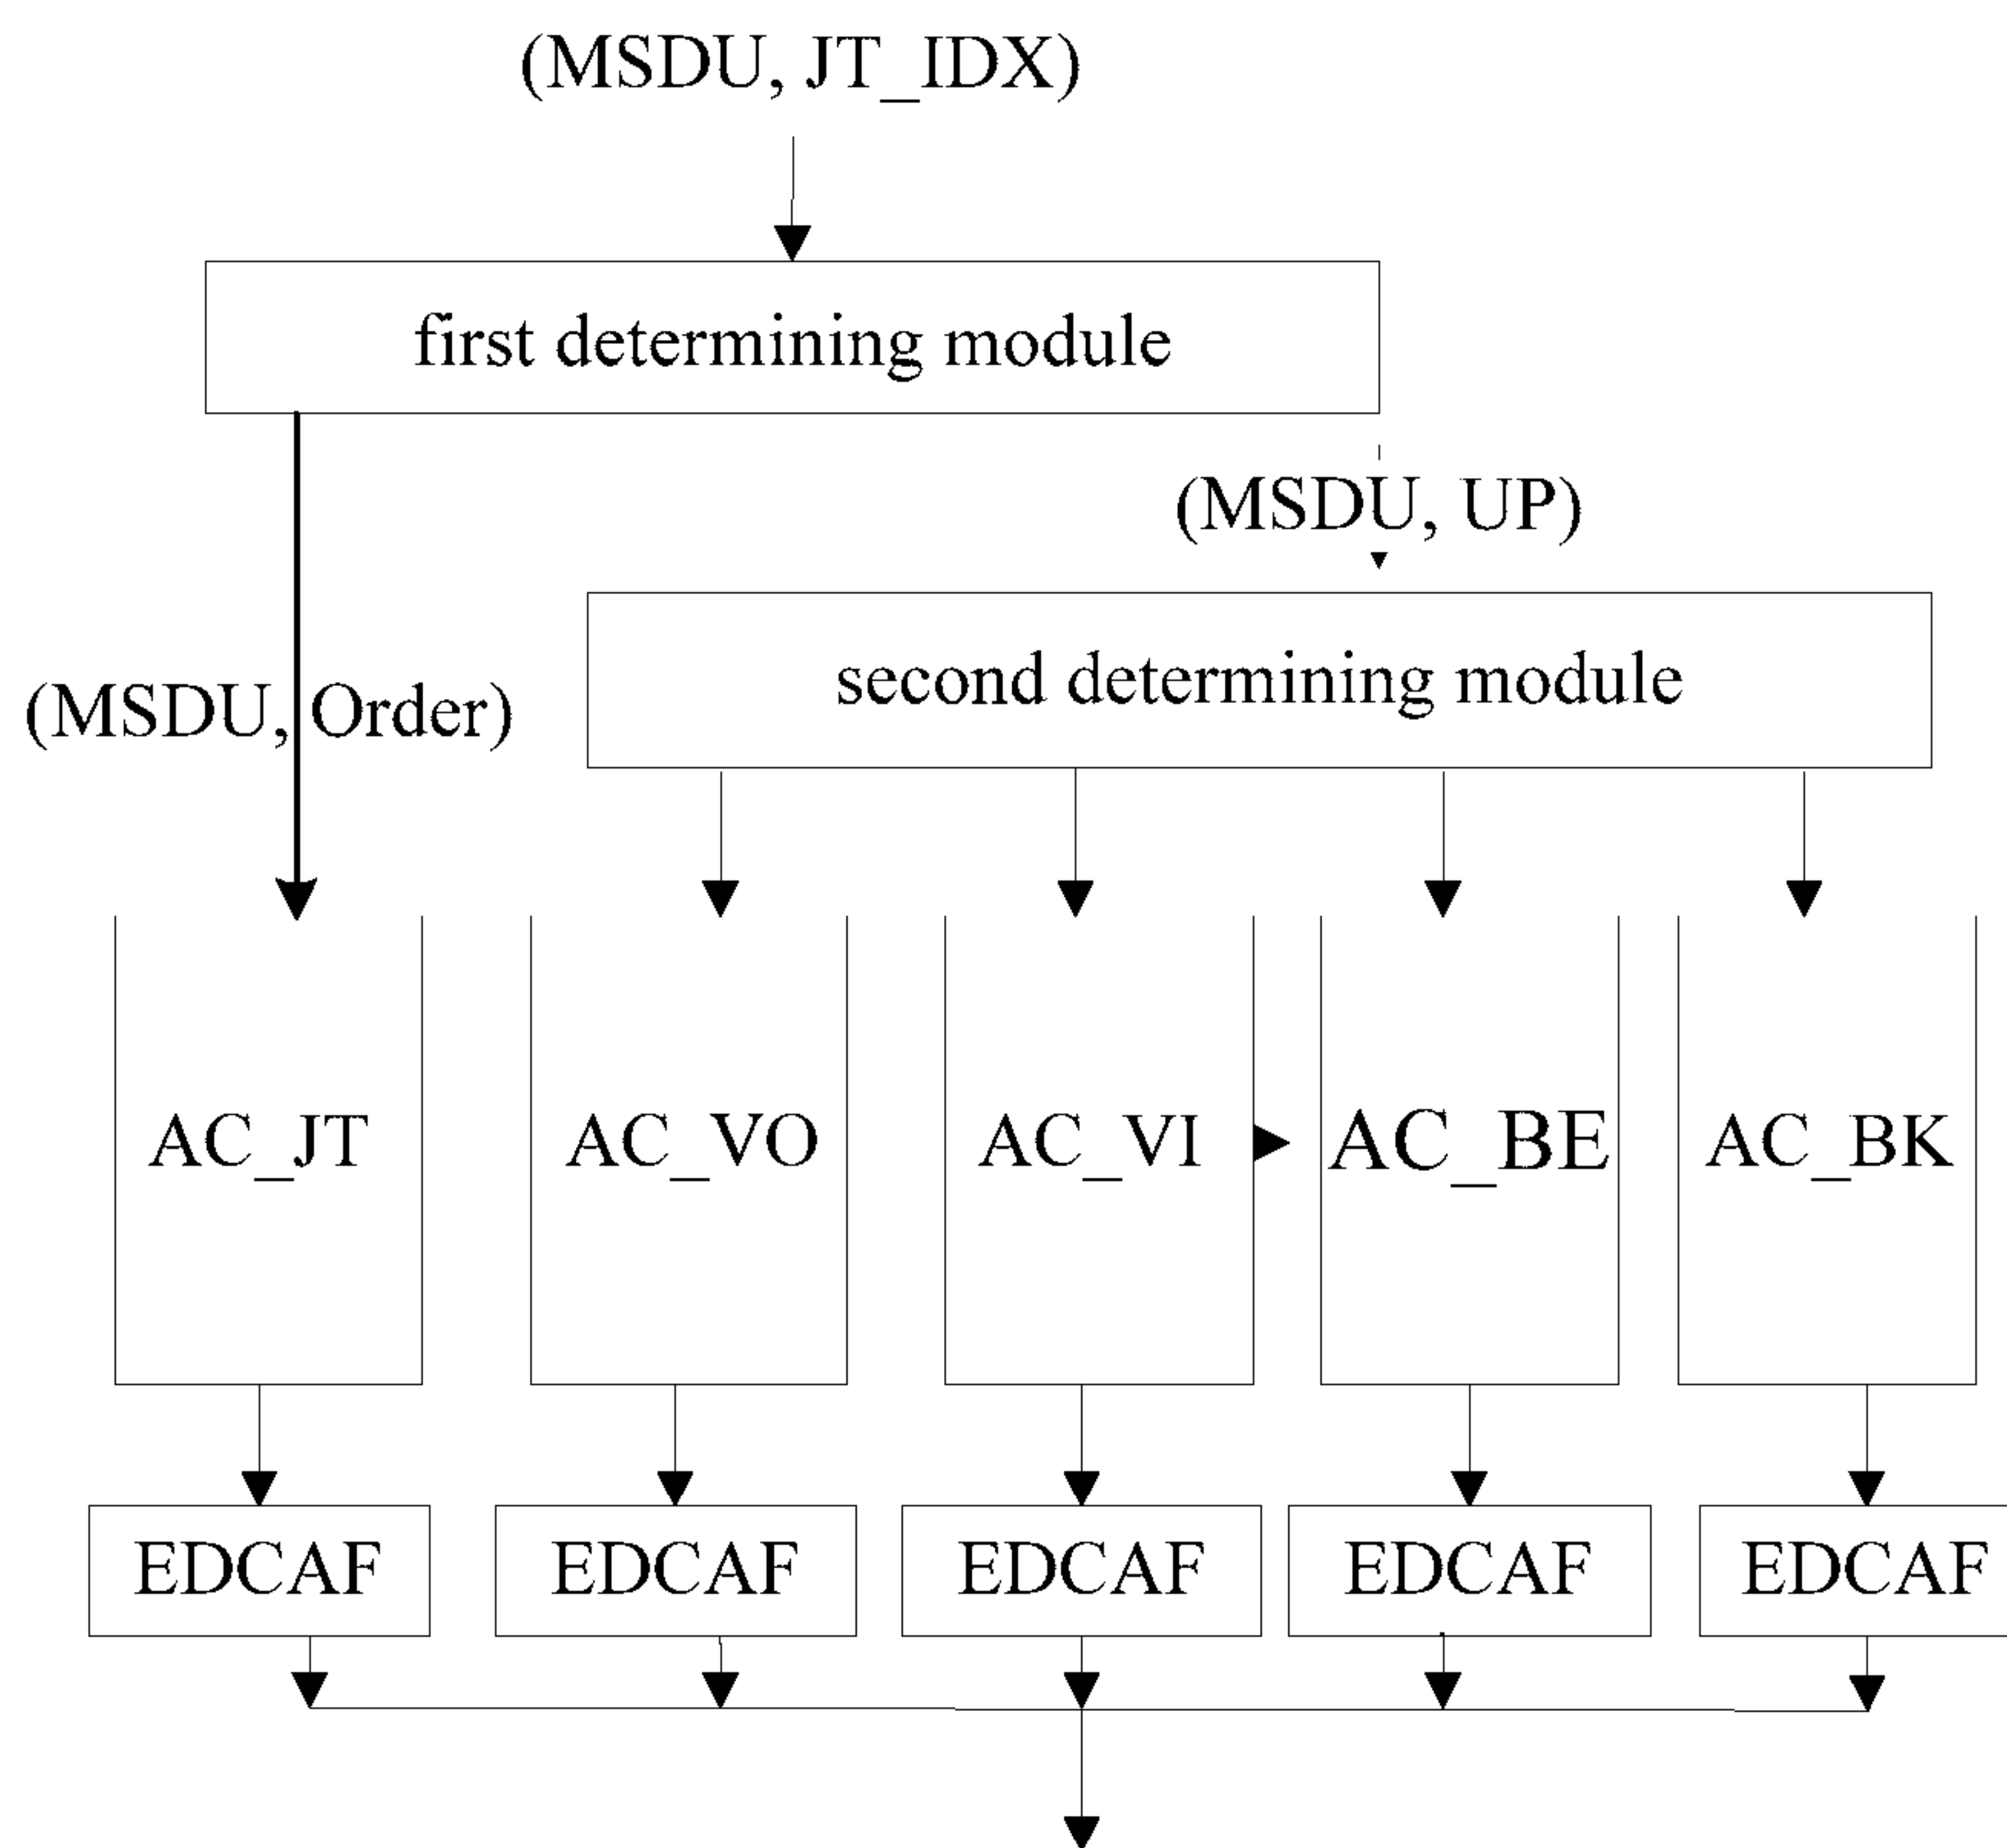 (MSDU, JT_IDX)
first determining module
(MSDU, UP)
second determining module
(MSDU, Order)
AC_JT
AC_VO
AC_VI
AC_BE
AC_BK
EDCAF
EDCAF
EDCAF
EDCAF
EDCAF